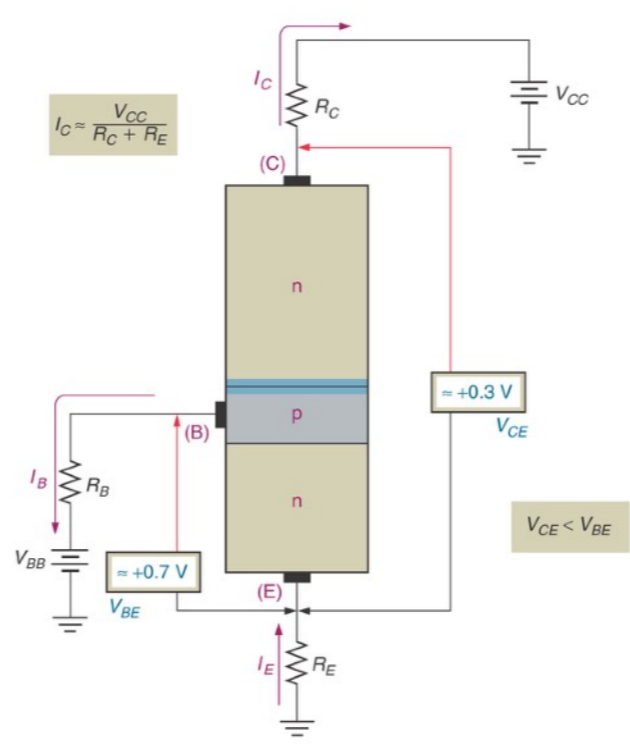 I_C
R_C
V_CC
I_C ≈ V_CC / R_C + R_E
(C)
n
≈ +0.3 V
V_CE
p
(B)
I_B
R_B
n
V_CE < V_BE
V_BB
≈ +0.7 V
V_BE
(E)
I_E
R_E